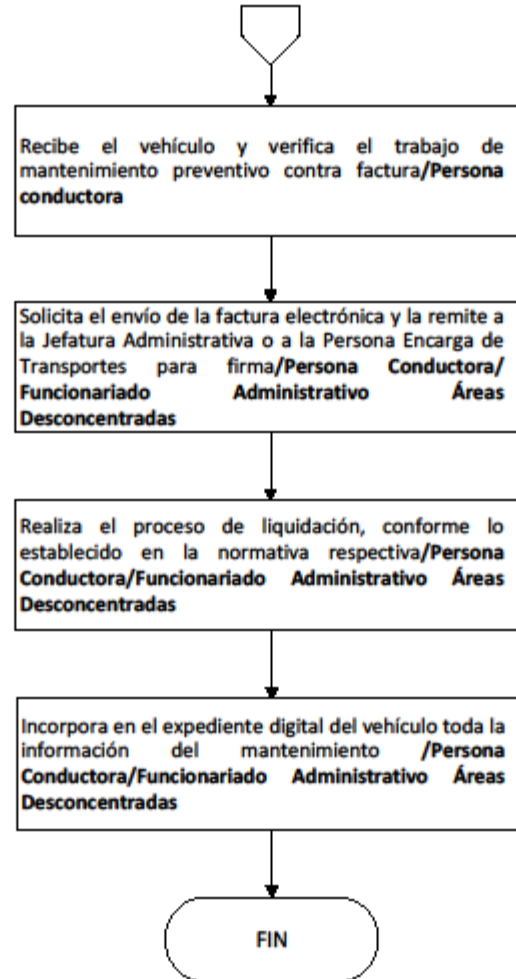 Recibe el vehículo y verifica el trabajo de
mantenimiento preventivo contra factura/Persona
conductora
Solicita el envío de la factura electrónica y la remite a
la Jefatura Administrativa o a la Persona Encarga de
Transportes para firma/Persona Conductora/
Funcionariado Administrativo Áreas
Desconcentradas
Realiza el proceso de liquidación, conforme lo
establecido en la normativa respectiva/Persona
Conductora/Funcionariado Administrativo Áreas
Desconcentradas
Incorpora en el expediente digital del vehículo toda la
información del mantenimiento /Persona
Conductora/Funcionariado Administrativo Áreas
Desconcentradas
FIN